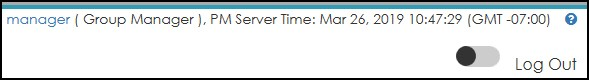 manager ( Group Manager ), PM Server Time: Mar 26, 2019 10:47:29 (GMT -07:00) ?
Log Out